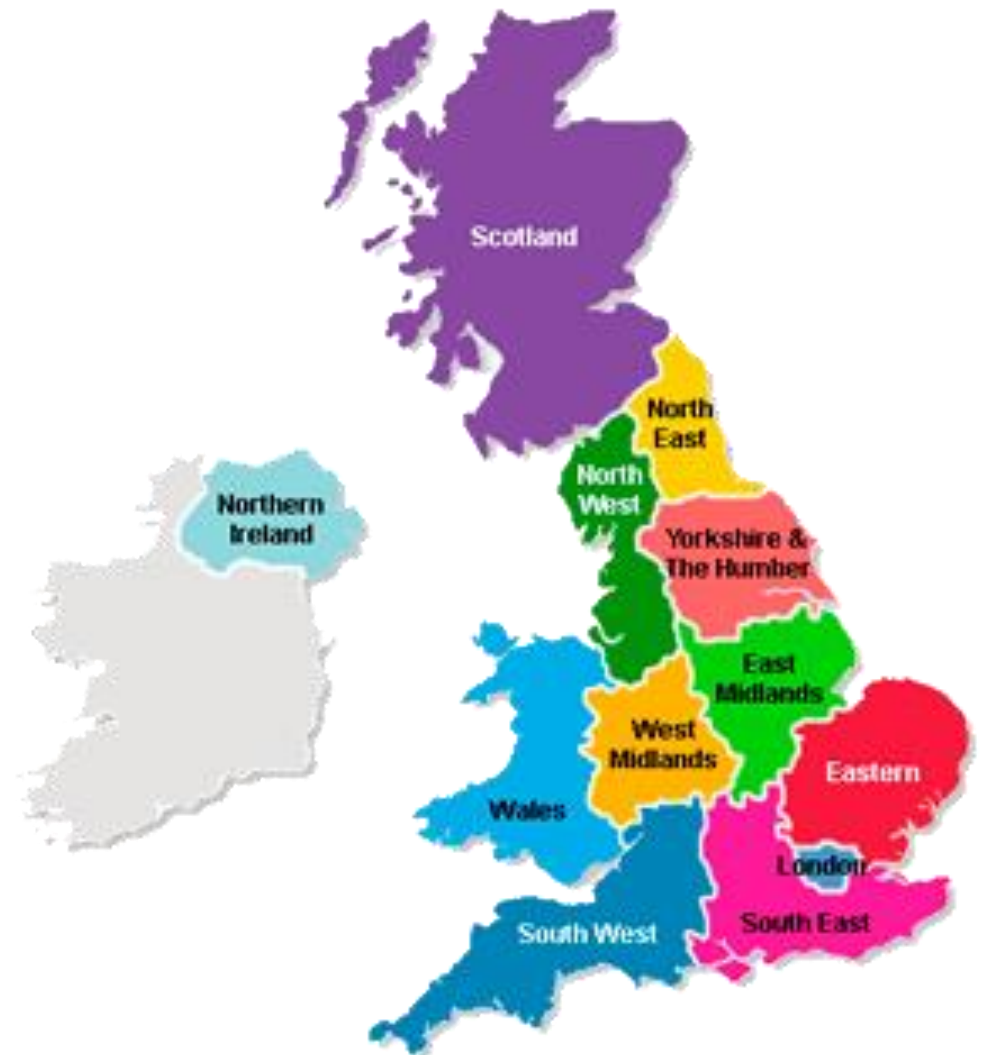 Scotland
North
East
North
West
Northern
Ireland
Yorkshire &
The Humber
East
Midlands
West
Midlands
Eastern
Wales
London
South East
South West